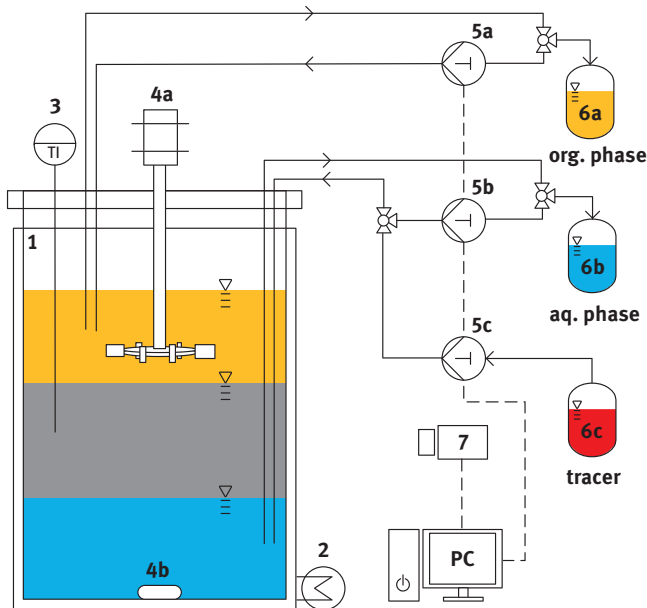 5a
4a
3
TI
6a
org. phase
5b
1
6b
aq. phase
5c
6c
7
tracer
2
PC
4b